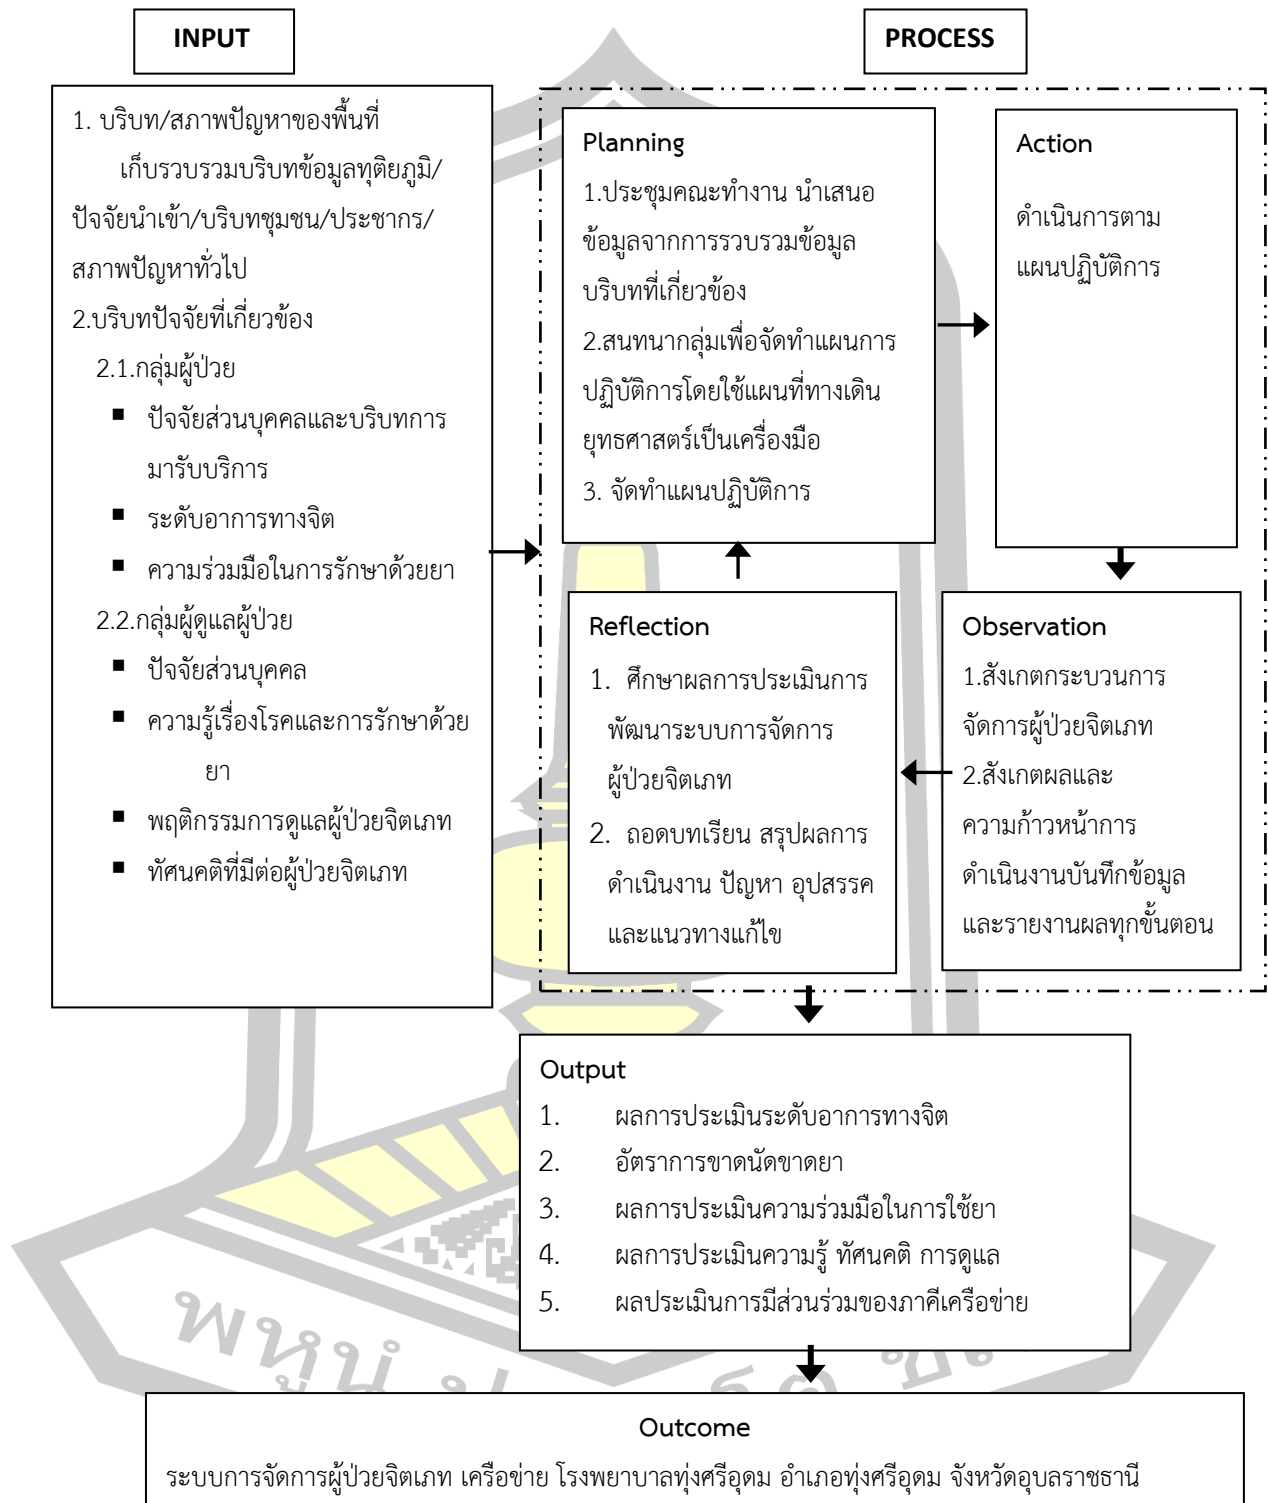 INPUT
PROCESS
1. บริบท/สภาพปัญหาของพื้นที่
เก็บรวบรวมบริบทข้อมูลทุติยภูมิ/
ปัจจัยนำเข้า/บริบทชุมชน/ประชากร/
สภาพปัญหาทั่วไป
2.บริบทปัจจัยที่เกี่ยวข้อง
2.1.กลุ่มผู้ป่วย
▪ ปัจจัยส่วนบุคคลและบริบทการ
มารับบริการ
▪ ระดับอาการทางจิต
▪ ความร่วมมือในการรักษาด้วยยา
2.2.กลุ่มผู้ดูแลผู้ป่วย
▪ ปัจจัยส่วนบุคคล
▪ ความรู้เรื่องโรคและการรักษาด้วย
ยา
▪ พฤติกรรมการดูแลผู้ป่วยจิตเภท
▪ ทัศนคติที่มีต่อผู้ป่วยจิตเภท
Planning
1.ประชุมคณะทำงาน นำเสนอ
ข้อมูลจากการรวบรวมข้อมูล
บริบทที่เกี่ยวข้อง
2.สนทนากลุ่มเพื่อจัดทำแผนการ
ปฏิบัติการโดยใช้แผนที่ทางเดิน
ยุทธศาสตร์เป็นเครื่องมือ
3. จัดทำแผนปฏิบัติการ
Action
ดำเนินการตาม
แผนปฏิบัติการ
Observation
1.สังเกตกระบวนการ
จัดการผู้ป่วยจิตเภท
2.สังเกตผลและ
ความก้าวหน้าการ
ดำเนินงานบันทึกข้อมูล
และรายงานผลทุกขั้นตอน
Reflection
1. ศึกษาผลการประเมินการ
พัฒนาระบบการจัดการ
ผู้ป่วยจิตเภท
2. ถอดบทเรียน สรุปผลการ
ดำเนินงาน ปัญหา อุปสรรค
และแนวทางแก้ไข
Output
1. ผลการประเมินระดับอาการทางจิต
2. อัตราการขาดนัดขาดยา
3. ผลการประเมินความร่วมมือในการใช้ยา
4. ผลการประเมินความรู้ ทัศนคติ การดูแล
5. ผลประเมินการมีส่วนร่วมของภาคีเครือข่าย
พหูนํ
Outcome
ระบบการจัดการผู้ป่วยจิตเภท เครือข่าย โรงพยาบาลทุ่งศรีอุดม อำเภอทุ่งศรีอุดม จังหวัดอุบลราชธานี